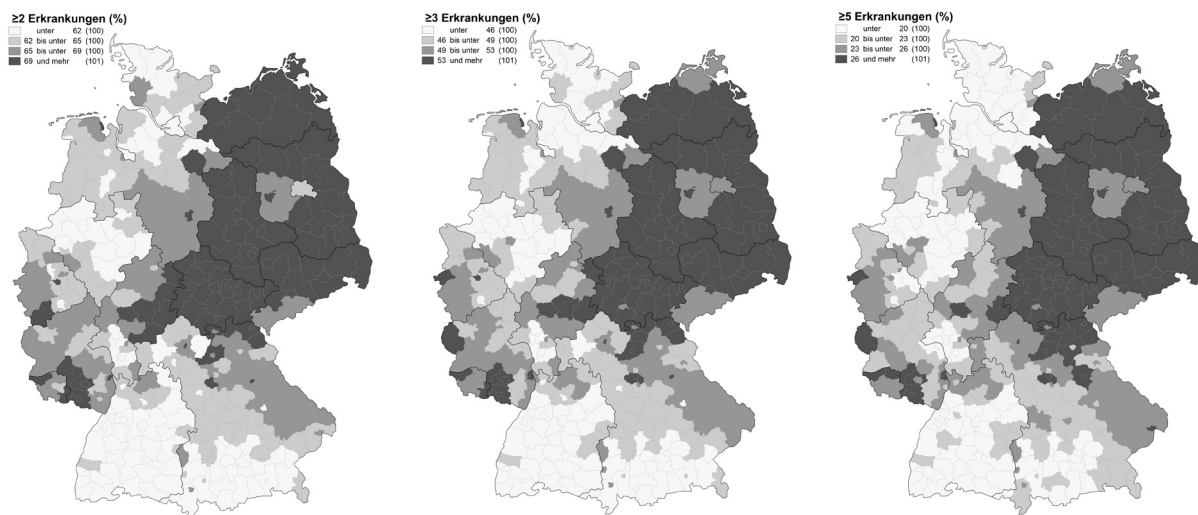 ≥2 Erkrankungen (%)
unter 62 (100)
62 bis unter 65 (100)
65 bis unter 69 (100)
69 und mehr (101)
≥3 Erkrankungen (%)
unter 46 (100)
46 bis unter 49 (100)
49 bis unter 53 (100)
53 und mehr (101)
≥5 Erkrankungen (%)
unter 20 (100)
20 bis unter 23 (100)
23 bis unter 26 (100)
26 und mehr (101)